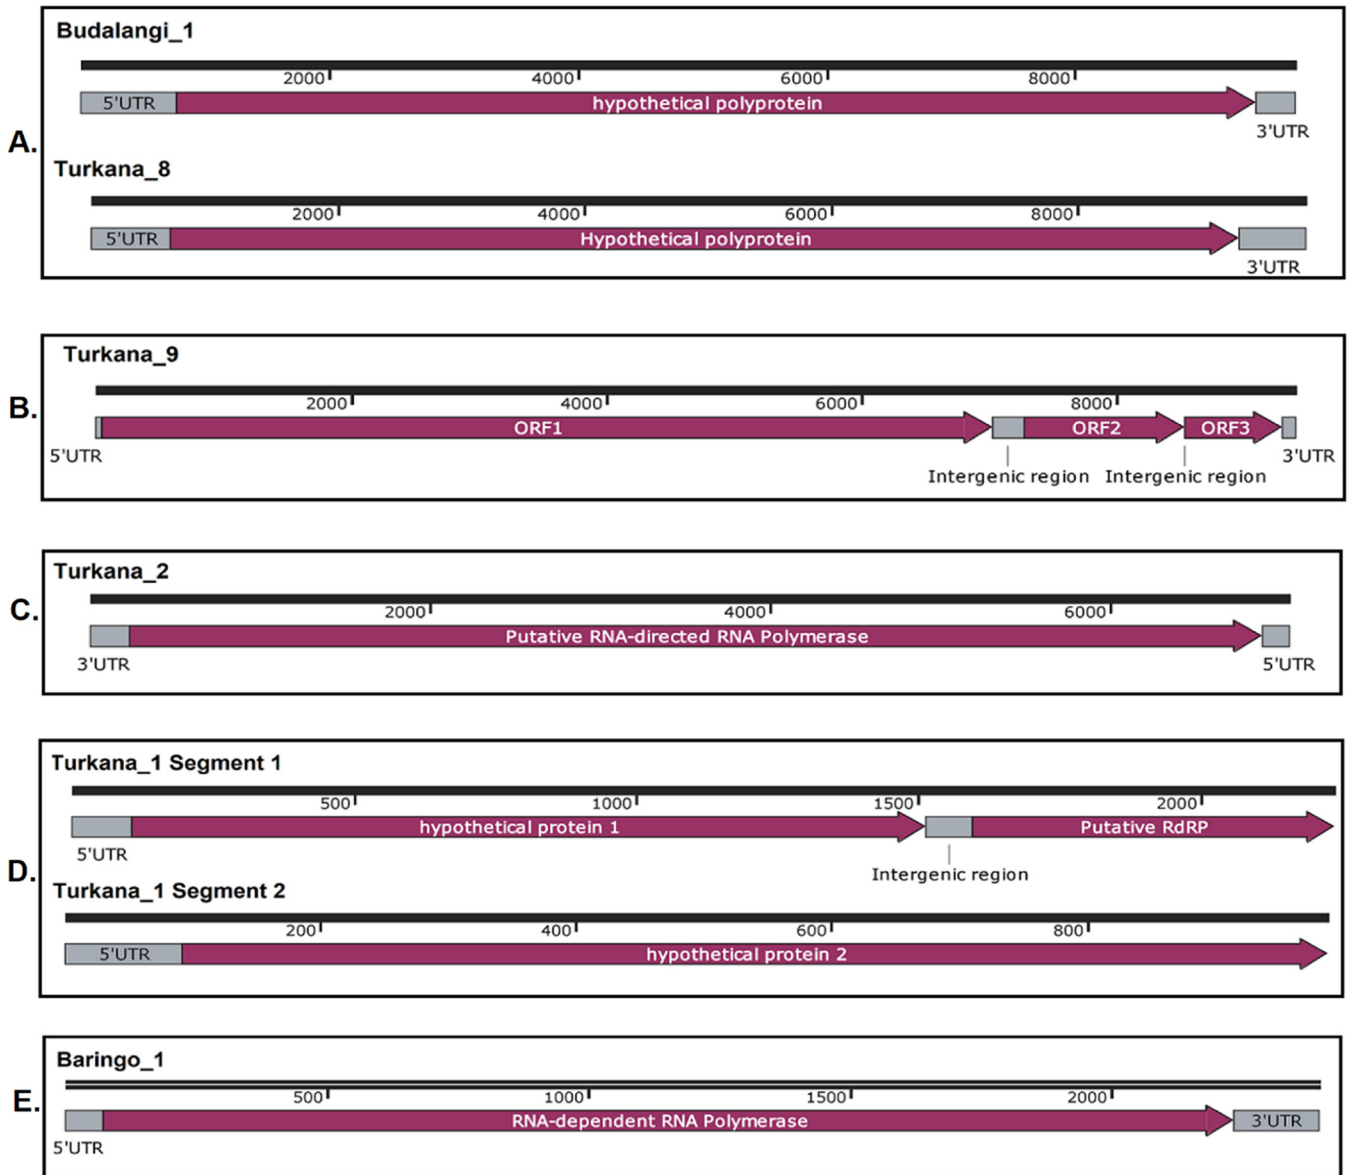 Budalangi_1
2000 4000 6000 8000
5'UTR hypothetical polyprotein
3'UTR
A.
Turkana_8
2000 4000 6000 8000
5'UTR Hypothetical polyprotein
3'UTR
Turkana_9
2000 4000 6000 8000
B.
ORF1 ORF2 ORF3
5'UTR 3'UTR
Intergenic region Intergenic region
Turkana_2
C.
2000 4000 6000
Putative RNA-directed RNA Polymerase
3'UTR 5'UTR
Turkana_1 Segment 1
500 1000 1500 2000
hypothetical protein 1 Putative RdRP
5'UTR
D.
Intergenic region
Turkana_1 Segment 2
200 400 600 800
5'UTR hypothetical protein 2
Baringo_1
E.
500 1000 1500 2000
RNA-dependent RNA Polymerase 3'UTR
5'UTR